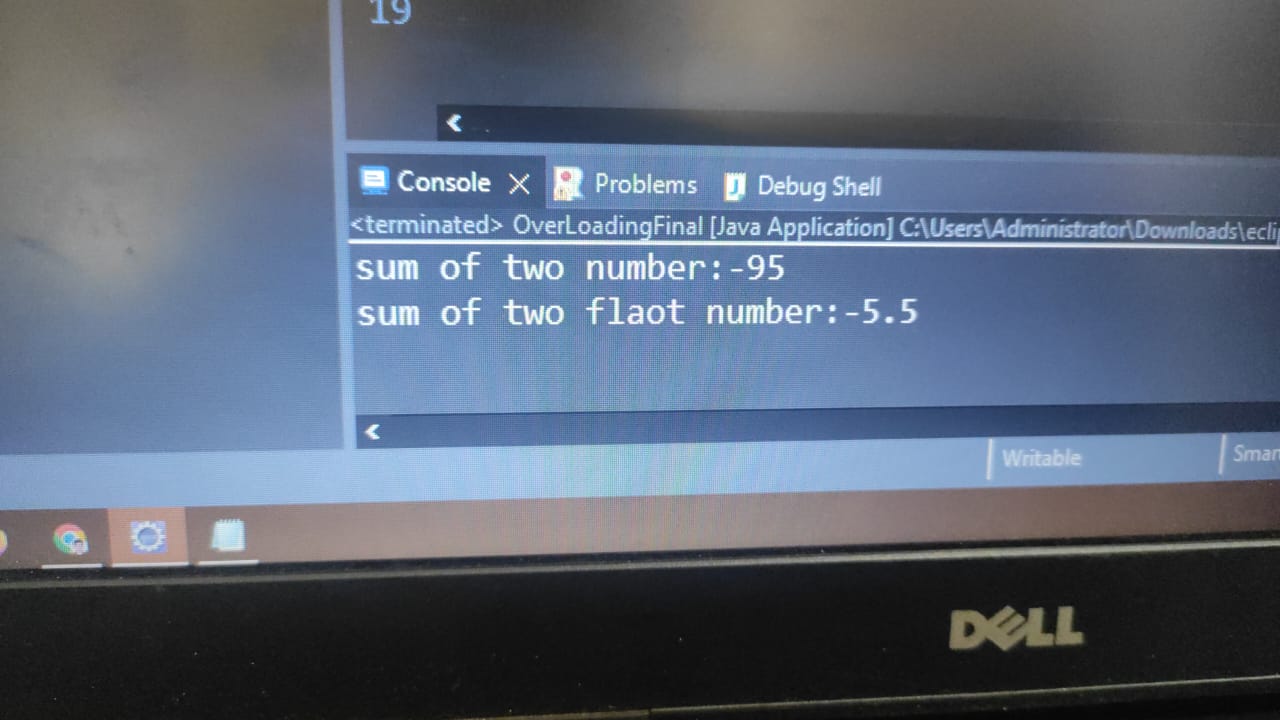 19
Console
Problems
Debug Shell
<terminated> OverLoadingFinal [Java Application] C:\Users\Administrator\Downloads\eclip
sum of two number:-95
sum of two flaot number:-5.5
Writable
Smar
DELL